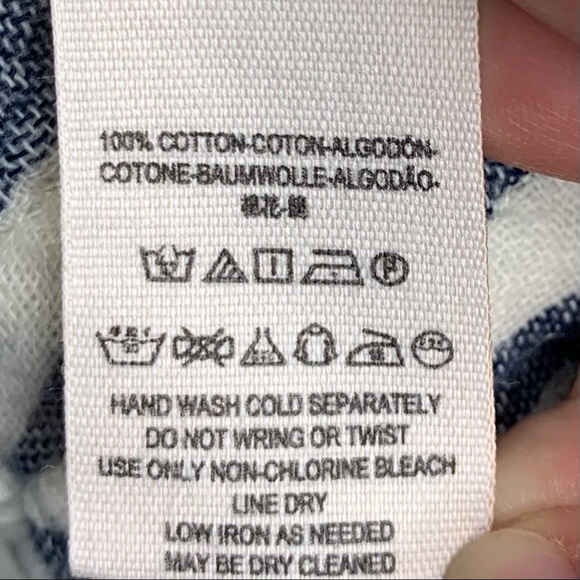 100% COTTON-COTON-ALGODÓN-
COTONE-BAUMWOLLE-ALGODÃO-
棉花-綿
P
HAND WASH COLD SEPARATELY
DO NOT WRING OR TWIST
USE ONLY NON-CHLORINE BLEACH
LINE DRY
LOW IRON AS NEEDED
MAY BE DRY CLEANED